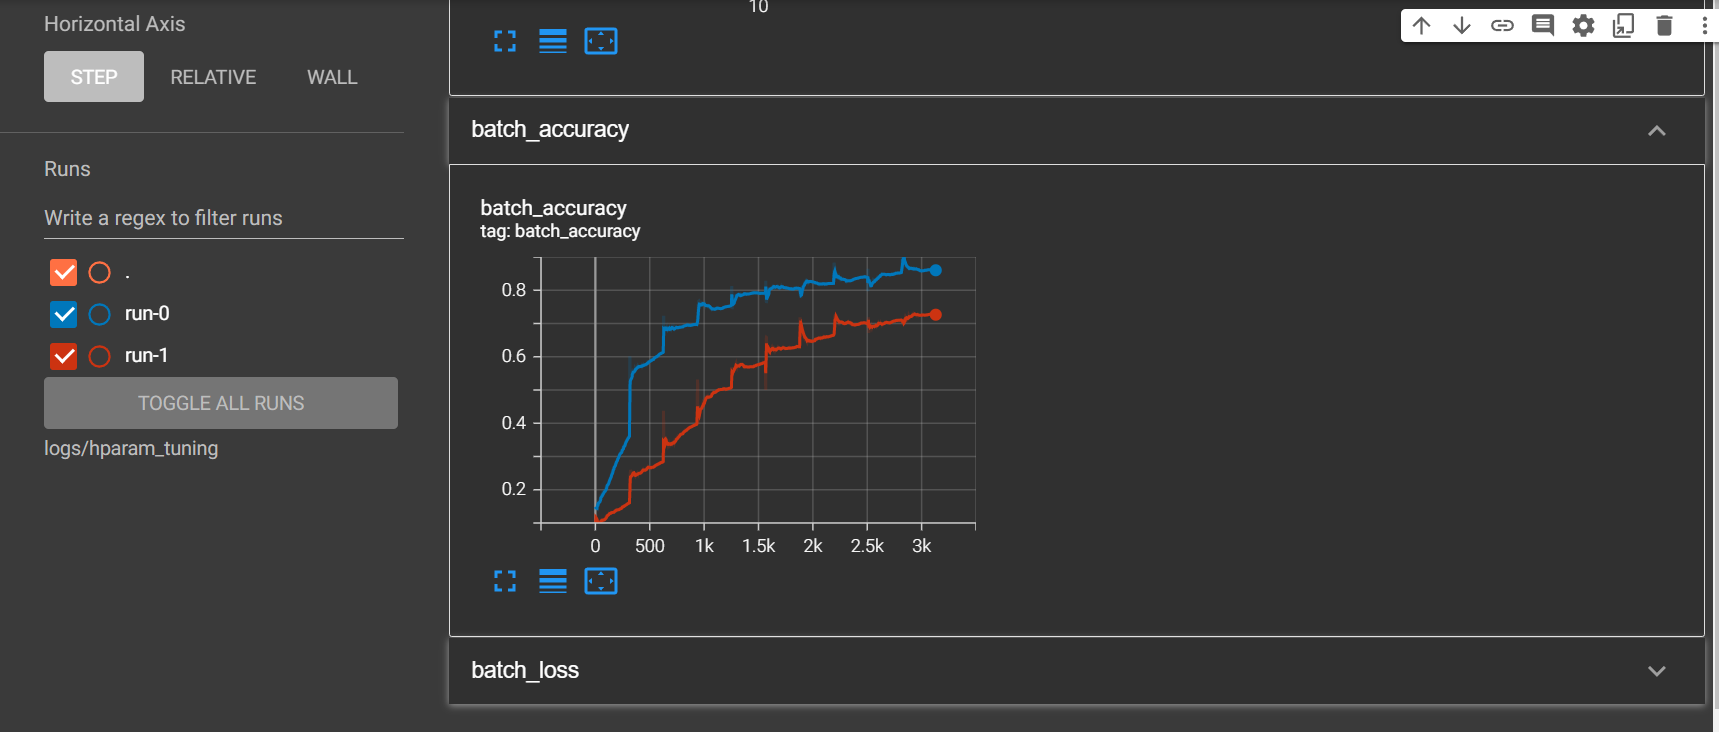 Horizontal Axis
STEP RELATIVE WALL
Runs
Write a regex to filter runs
.
run-0
run-1
TOGGLE ALL RUNS
logs/hparam_tuning
10
batch_accuracy
batch_accuracy
tag: batch_accuracy
0.8
0.6
0.4
0.2
0 500 1k 1.5k 2k 2.5k 3k
batch_loss